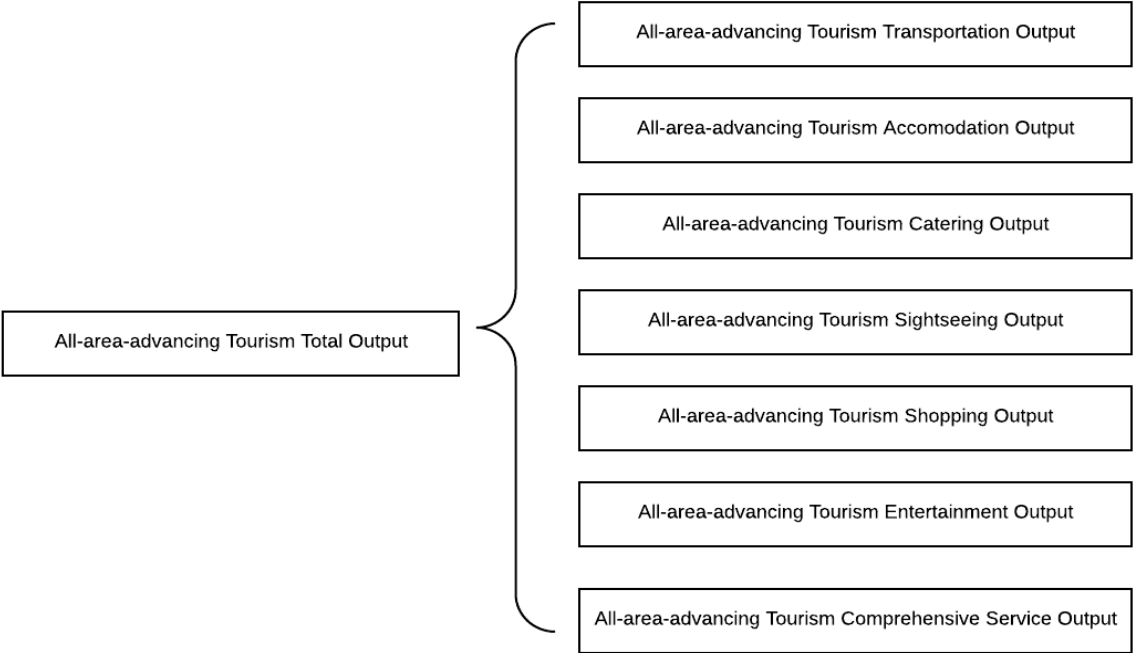 All-area-advancing Tourism Transportation Output
All-area-advancing Tourism Accomodation Output
All-area-advancing Tourism Catering Output
All-area-advancing Tourism Sightseeing Output
All-area-advancing Tourism Total Output
All-area-advancing Tourism Shopping Output
All-area-advancing Tourism Entertainment Output
All-area-advancing Tourism Comprehensive Service Output